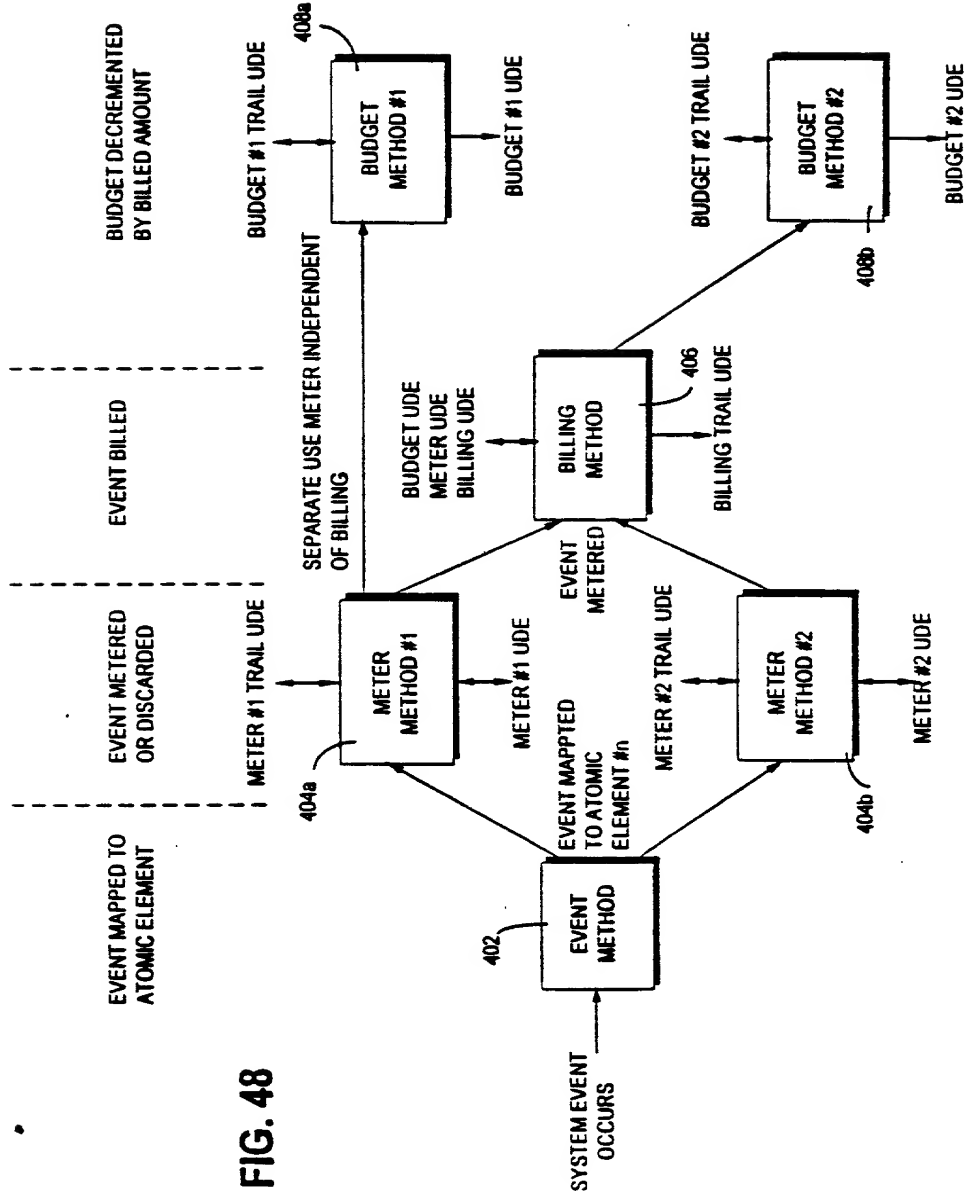 FIG. 48
EVENT MAPPED TO
ATOMIC ELEMENT
EVENT METERED
OR DISCARDED
EVENT BILLED
BUDGET DECREMENTED
BY BILLED AMOUNT
SYSTEM EVENT
OCCURS
402
EVENT
METHOD
EVENT MAPPTED
TO ATOMIC
ELEMENT #n
METER #1 TRAIL UDE
404a
METER
METHOD #1
METER #1 UDE
METER #2 TRAIL UDE
METER
METHOD #2
404b
METER #2 UDE
SEPARATE USE METER INDEPENDENT
OF BILLING
EVENT
METERED
BUDGET UDE
METER UDE
BILLING UDE
BILLING
METHOD
406
BILLING TRAIL UDE
BUDGET #1 TRAIL UDE
408a
BUDGET
METHOD #1
BUDGET #1 UDE
BUDGET #2 TRAIL UDE
BUDGET
METHOD #2
408b
BUDGET #2 UDE